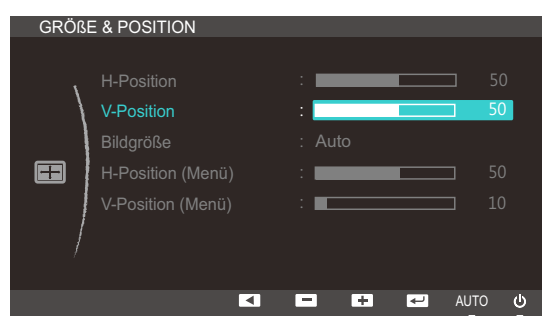 GRÖßE & POSITION
H-Position : 50
V-Position : 50
Bildgröße : Auto
H-Position (Menü) : 50
V-Position (Menü) : 10
AUTO